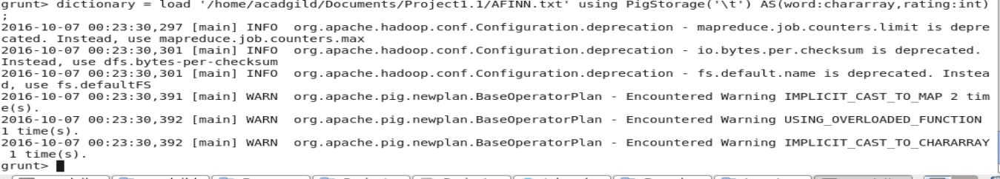 grunt> dictionary = load '/home/acadgild/Documents/Project1.1/AFINN.txt' using PigStorage('\t') AS(word:chararray,rating:int)
;
2016-10-07 00:23:30,297 [main] INFO  org.apache.hadoop.conf.Configuration.deprecation - mapreduce.job.counters.limit is depre
cated. Instead, use mapreduce.job.counters.max
2016-10-07 00:23:30,301 [main] INFO  org.apache.hadoop.conf.Configuration.deprecation - io.bytes.per.checksum is deprecated.
Instead, use dfs.bytes-per-checksum
2016-10-07 00:23:30,301 [main] INFO  org.apache.hadoop.conf.Configuration.deprecation - fs.default.name is deprecated. Instea
d, use fs.defaultFS
2016-10-07 00:23:30,391 [main] WARN  org.apache.pig.newplan.BaseOperatorPlan - Encountered Warning IMPLICIT_CAST_TO_MAP 2 tim
e(s).
2016-10-07 00:23:30,392 [main] WARN  org.apache.pig.newplan.BaseOperatorPlan - Encountered Warning USING_OVERLOADED_FUNCTION
1 time(s).
2016-10-07 00:23:30,392 [main] WARN  org.apache.pig.newplan.BaseOperatorPlan - Encountered Warning IMPLICIT_CAST_TO_CHARARRAY
 1 time(s).
grunt>